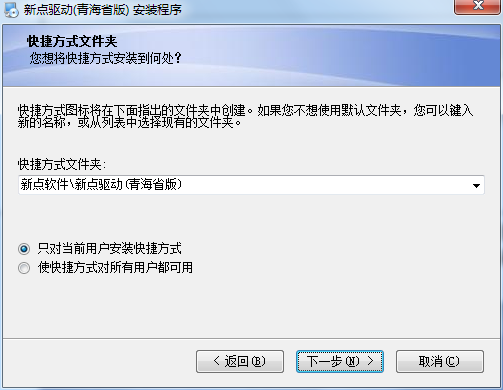 新点驱动(青海省版) 安装程序
快捷方式文件夹
您想将快捷方式安装到何处?
快捷方式图标将在下面指出的文件夹中创建。如果您不想使用默认文件夹，您可以键入
新的名称，或从列表中选择现有的文件夹。
快捷方式文件夹:
新点软件\新点驱动(青海省版)
只对当前用户安装快捷方式
使快捷方式对所有用户都可用
< 返回(B)
下一步(N) >
取消(C)